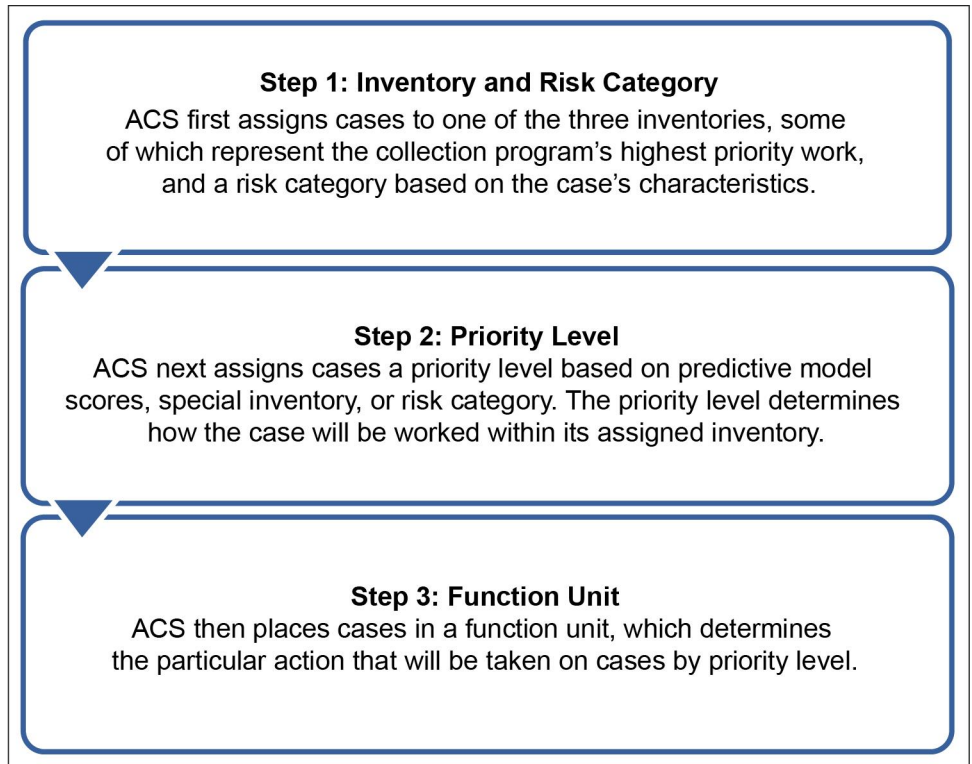 Step 1: Inventory and Risk Category
ACS first assigns cases to one of the three inventories, some
of which represent the collection program’s highest priority work,
and a risk category based on the case’s characteristics.
Step 2: Priority Level
ACS next assigns cases a priority level based on predictive model
scores, special inventory, or risk category. The priority level determines
how the case will be worked within its assigned inventory.
Step 3: Function Unit
ACS then places cases in a function unit, which determines
the particular action that will be taken on cases by priority level.